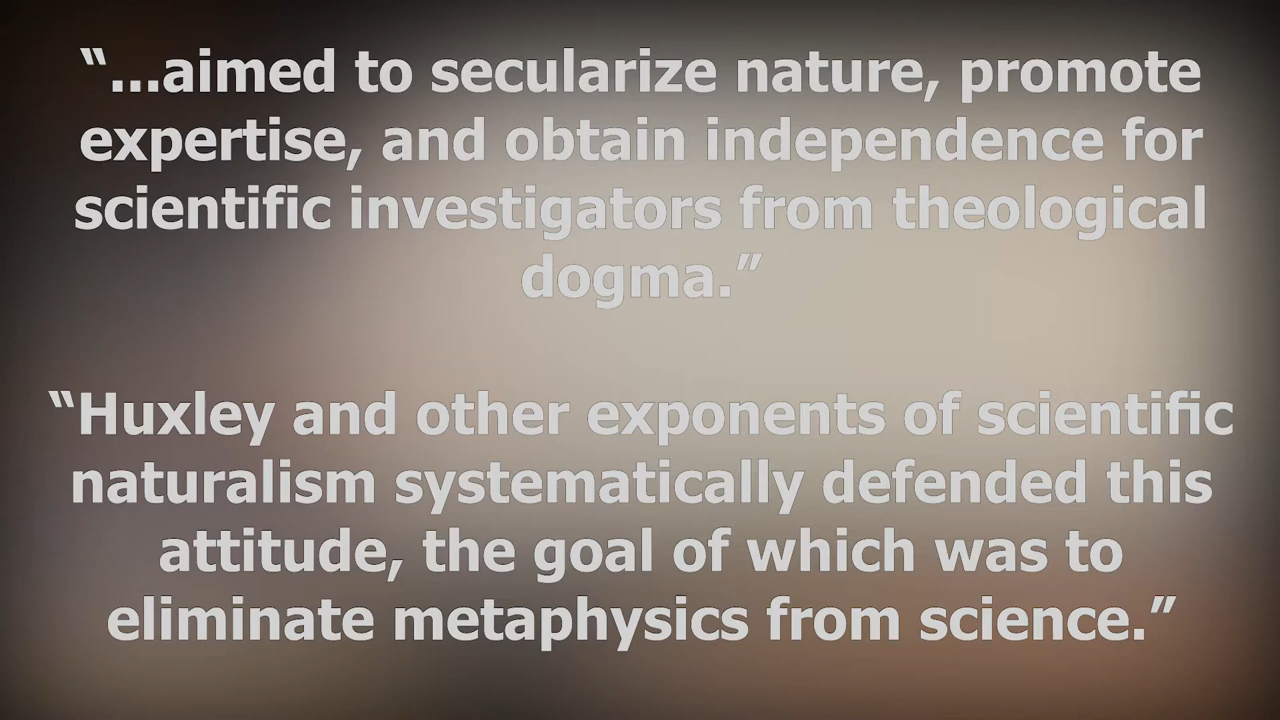 “...aimed to secularize nature, promote
expertise, and obtain independence for
scientific investigators from theological
dogma.”
“Huxley and other exponents of scientific
naturalism systematically defended this
attitude, the goal of which was to
eliminate metaphysics from science.”